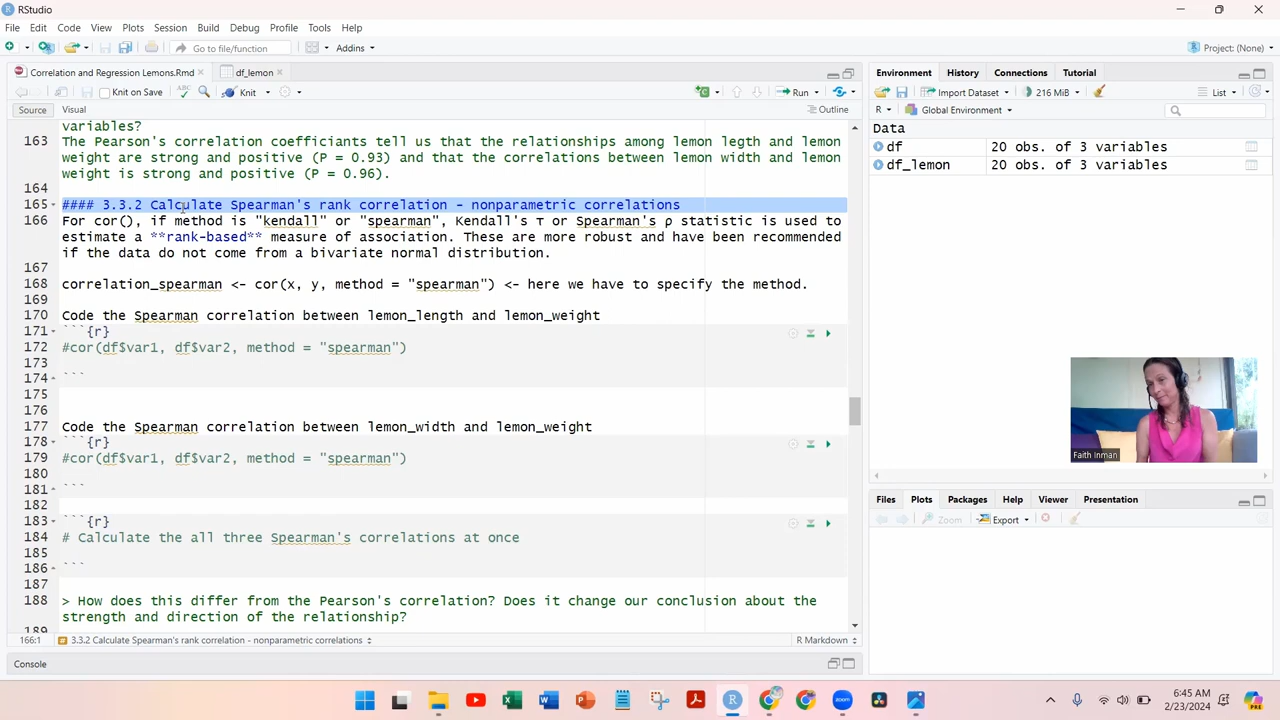 RStudio
File Edit Code View Plots Session Build Debug Profile Tools Help
Go to file/function Addins Project: (None)
Correlation and Regression Lemons.Rmd df_lemon
Knit on Save Knit Run
Source Visual Outline
variables?
163 The Pearson's correlation coefficiants tell us that the relationships among lemon legth and lemon
weight are strong and positive (P = 0.93) and that the correlations between lemon width and lemon
weight is strong and positive (P = 0.96).
164
165 #### 3.3.2 Calculate Spearman's rank correlation - nonparametric correlations
166 For cor(), if method is "kendall" or "spearman", Kendall's τ or Spearman's ρ statistic is used to
estimate a **rank-based** measure of association. These are more robust and have been recommended
if the data do not come from a bivariate normal distribution.
167
168 correlation_spearman <- cor(x, y, method = "spearman") <- here we have to specify the method.
169
170 Code the Spearman correlation between lemon_length and lemon_weight
171 ```{r}
172 #cor(df$var1, df$var2, method = "spearman")
173
174 ```
175
176
177 Code the Spearman correlation between lemon_width and lemon_weight
178 ```{r}
179 #cor(df$var1, df$var2, method = "spearman")
180
181 ```
182
183 ```{r}
184 # Calculate the all three Spearman's correlations at once
185
186 ```
187
188 > How does this differ from the Pearson's correlation? Does it change our conclusion about the
strength and direction of the relationship?
189
166:1 3.3.2 Calculate Spearman's rank correlation - nonparametric correlations R Markdown
Console
Environment History Connections Tutorial
Import Dataset 216 MiB List
R Global Environment
Data
df 20 obs. of 3 variables
df_lemon 20 obs. of 3 variables
Faith Inman
Files Plots Packages Help Viewer Presentation
Zoom Export
6:45 AM
2/23/2024